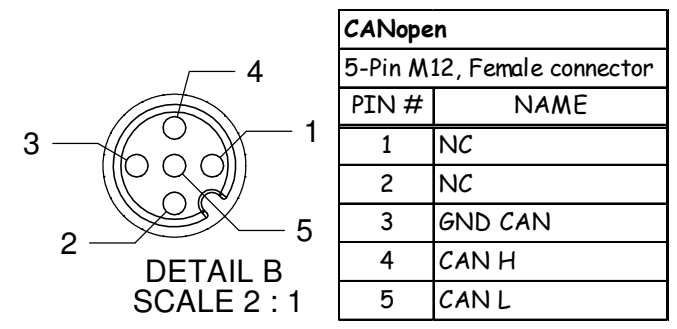 4
3
1
2
5
DETAIL B
SCALE 2 : 1
CANopen
5-Pin M12, Female connector
PIN # NAME
1 NC
2 NC
3 GND CAN
4 CAN H
5 CAN L